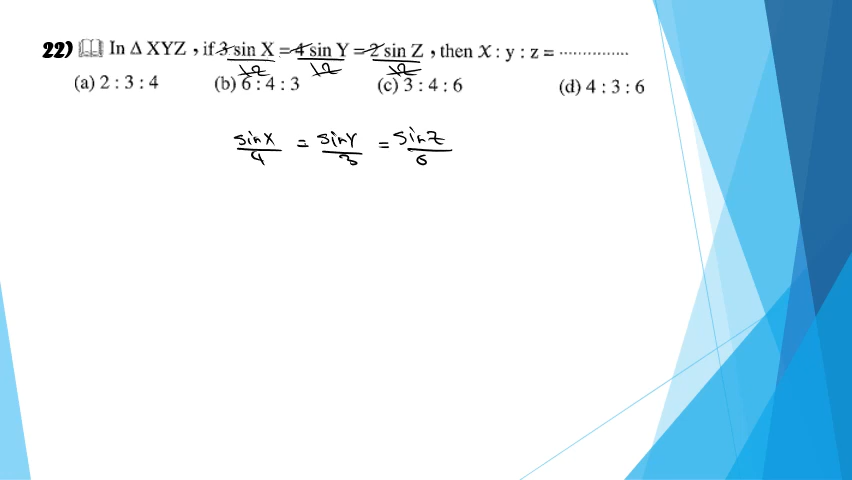 22) In Δ XYZ , if 3 sin X = 4 sin Y = 2 sin Z , then x : y : z = ...............
12 12 12
(a) 2 : 3 : 4 (b) 6 : 4 : 3 (c) 3 : 4 : 6 (d) 4 : 3 : 6
sinX/4 = sinY/3 = sinZ/6